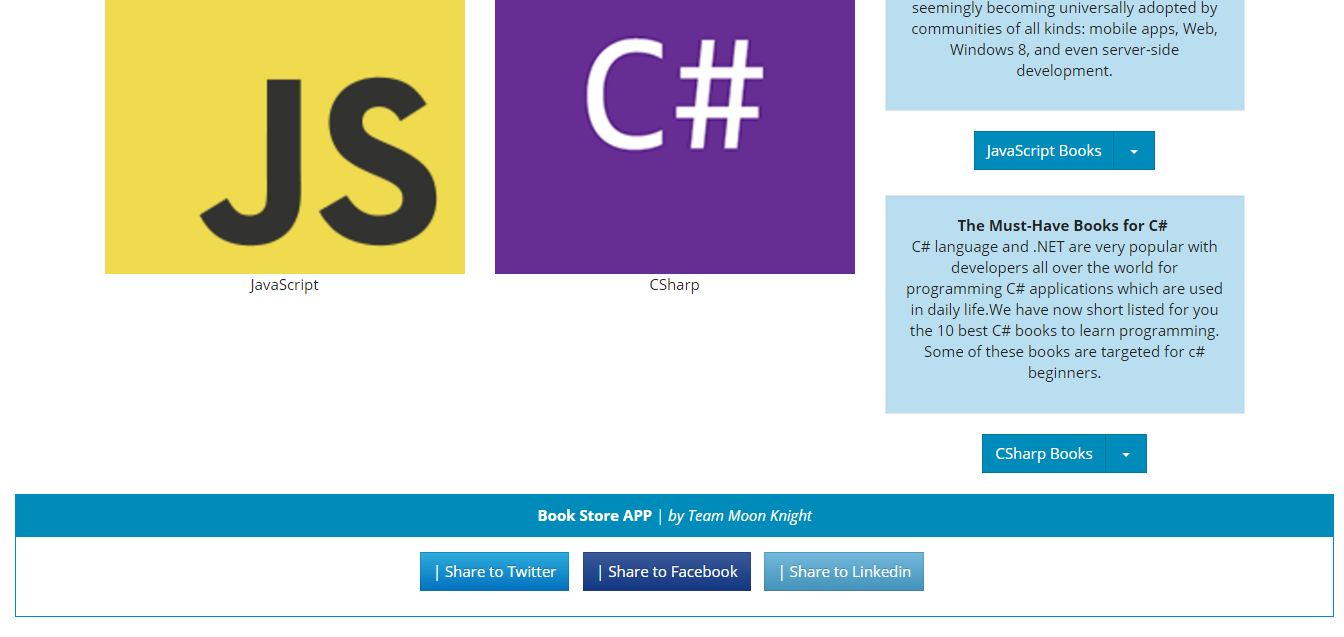 JS
JavaScript
C#
CSharp
seemingly becoming universally adopted by
communities of all kinds: mobile apps, Web,
Windows 8, and even server-side
development.
JavaScript Books
The Must-Have Books for C#
C# language and .NET are very popular with
developers all over the world for
programming C# applications which are used
in daily life.We have now short listed for you
the 10 best C# books to learn programming.
Some of these books are targeted for c#
beginners.
CSharp Books
Book Store APP | by Team Moon Knight
| Share to Twitter
| Share to Facebook
| Share to Linkedin